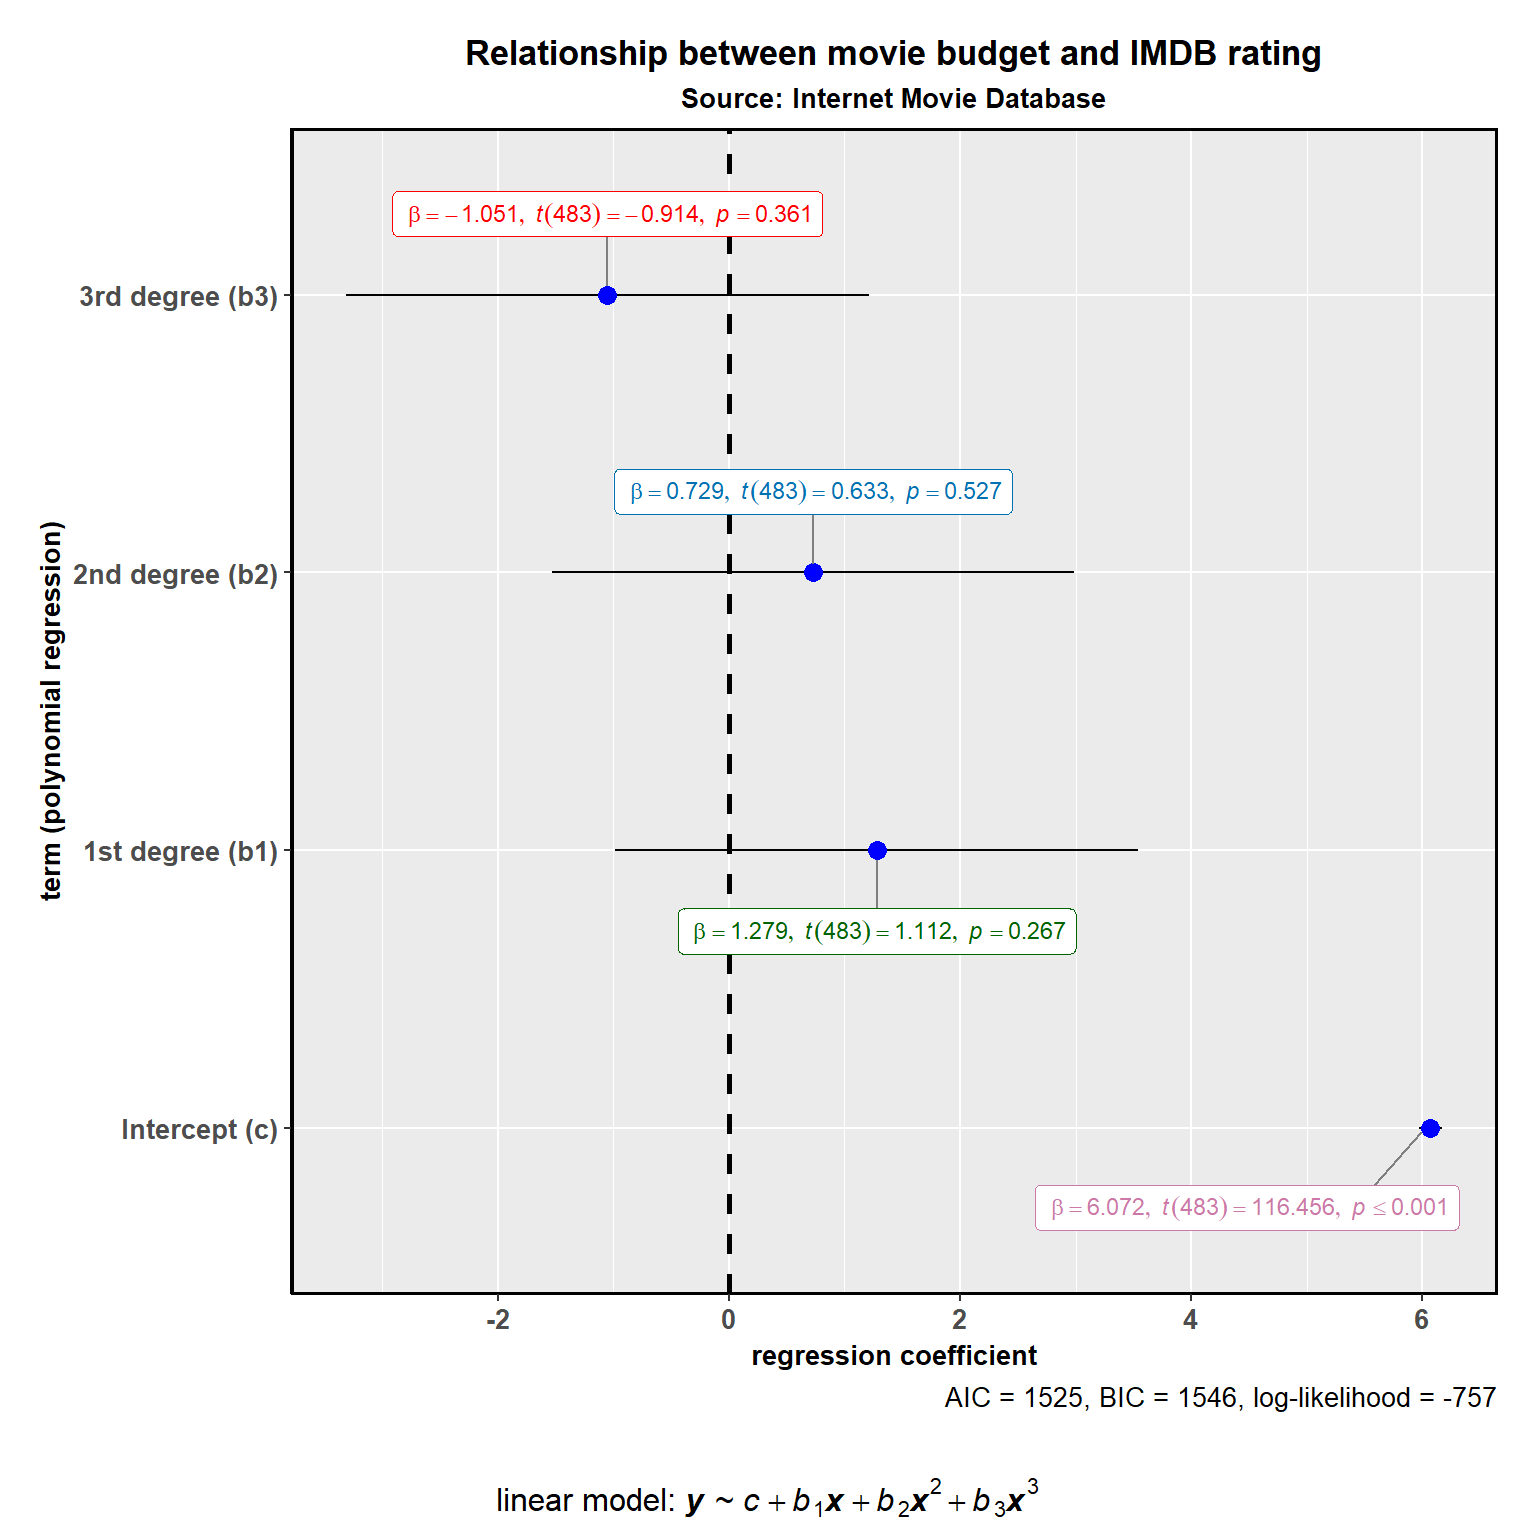 Relationship between movie budget and IMDB rating
Source: Internet Movie Database
β = −1.051, t(483) = −0.914, p = 0.361
3rd degree (b3)
β = 0.729, t(483) = 0.633, p = 0.527
2nd degree (b2)
term (polynomial regression)
1st degree (b1)
β = 1.279, t(483) = 1.112, p = 0.267
Intercept (c)
β = 6.072, t(483) = 116.456, p ≤ 0.001
-2 0 2 4 6
regression coefficient
AIC = 1525, BIC = 1546, log-likelihood = -757
linear model: y ~ c + b₁x + b₂x² + b₃x³